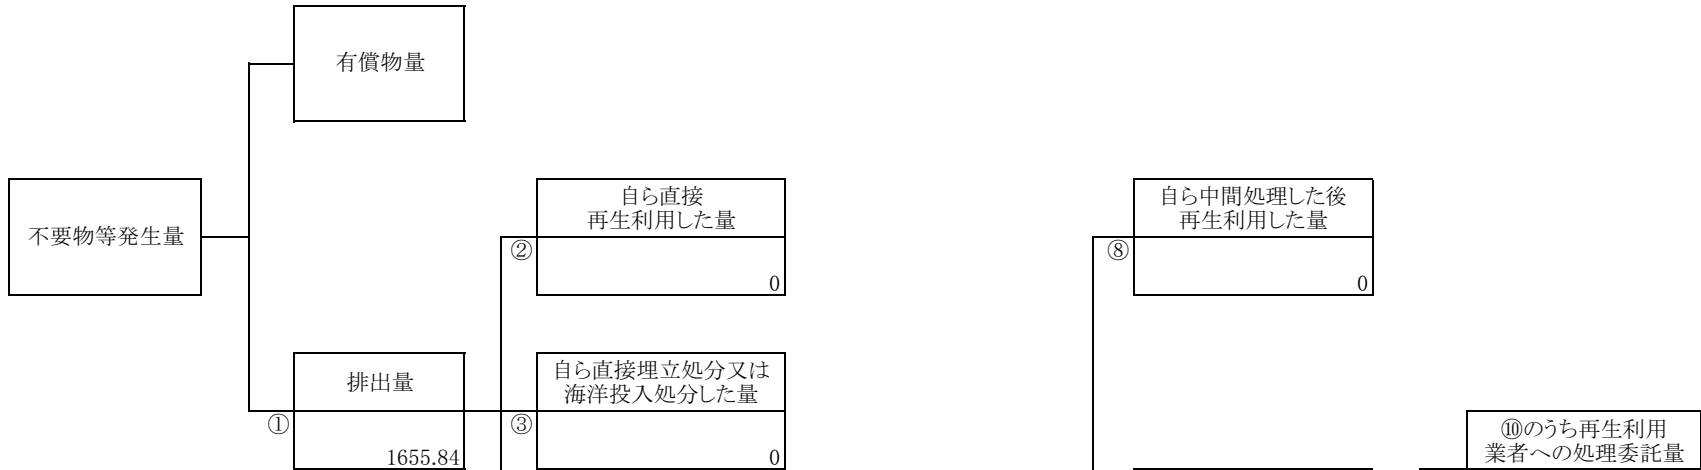 有償物量
不要物等発生量
自ら直接
再生利用した量
②
0
自ら中間処理した後
再生利用した量
⑧
0
排出量
①
1655.84
自ら直接埋立処分又は
海洋投入処分した量
③
0
⑩のうち再生利用
業者への処理委託量